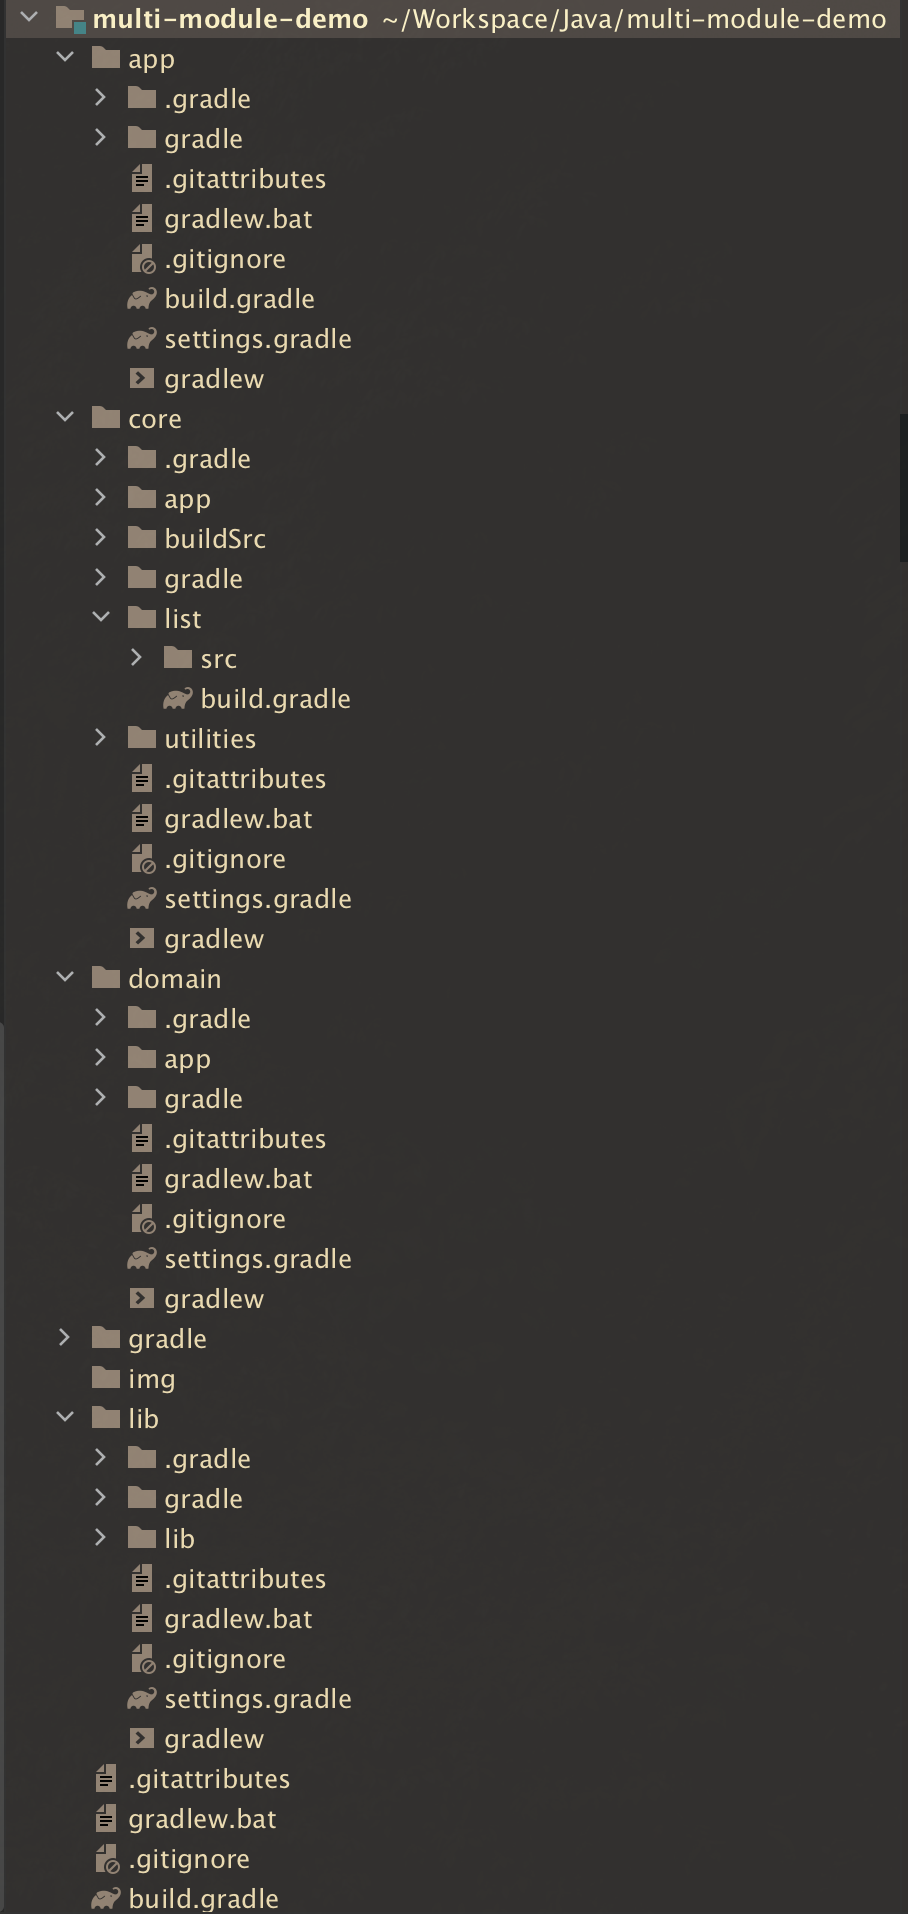 multi-module-demo ~/Workspace/Java/multi-module-demo
app
.gradle
gradle
.gitattributes
gradlew.bat
.gitignore
build.gradle
settings.gradle
gradlew
core
.gradle
app
buildSrc
gradle
list
src
build.gradle
utilities
.gitattributes
gradlew.bat
.gitignore
settings.gradle
gradlew
domain
.gradle
app
gradle
.gitattributes
gradlew.bat
.gitignore
settings.gradle
gradlew
gradle
img
lib
.gradle
gradle
lib
.gitattributes
gradlew.bat
.gitignore
settings.gradle
gradlew
.gitattributes
gradlew.bat
.gitignore
build.gradle